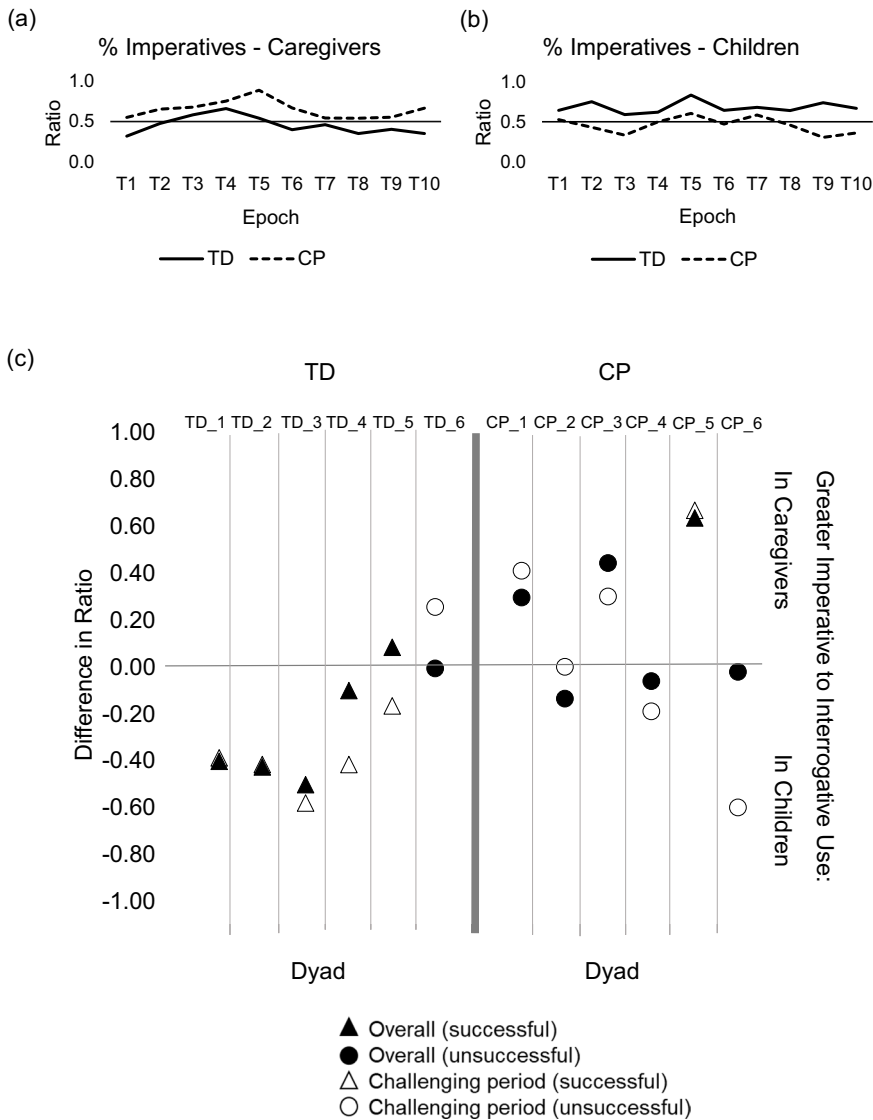 (a)
% Imperatives - Caregivers
1.0
0.5
0.0
Ratio
T1 T2 T3 T4 T5 T6 T7 T8 T9 T10
Epoch
TD CP
(b)
% Imperatives - Children
1.0
0.5
0.0
Ratio
T1 T2 T3 T4 T5 T6 T7 T8 T9 T10
Epoch
TD CP
(c)
TD CP
TD_1 TD_2 TD_3 TD_4 TD_5 TD_6 CP_1 CP_2 CP_3 CP_4 CP_5 CP_6
1.00
0.80
0.60
0.40
0.20
0.00
-0.20
-0.40
-0.60
-0.80
-1.00
Difference in Ratio
Greater Imperative to Interrogative Use:
In Caregivers
In Children
Dyad Dyad
Overall (successful)
Overall (unsuccessful)
Challenging period (successful)
Challenging period (unsuccessful)